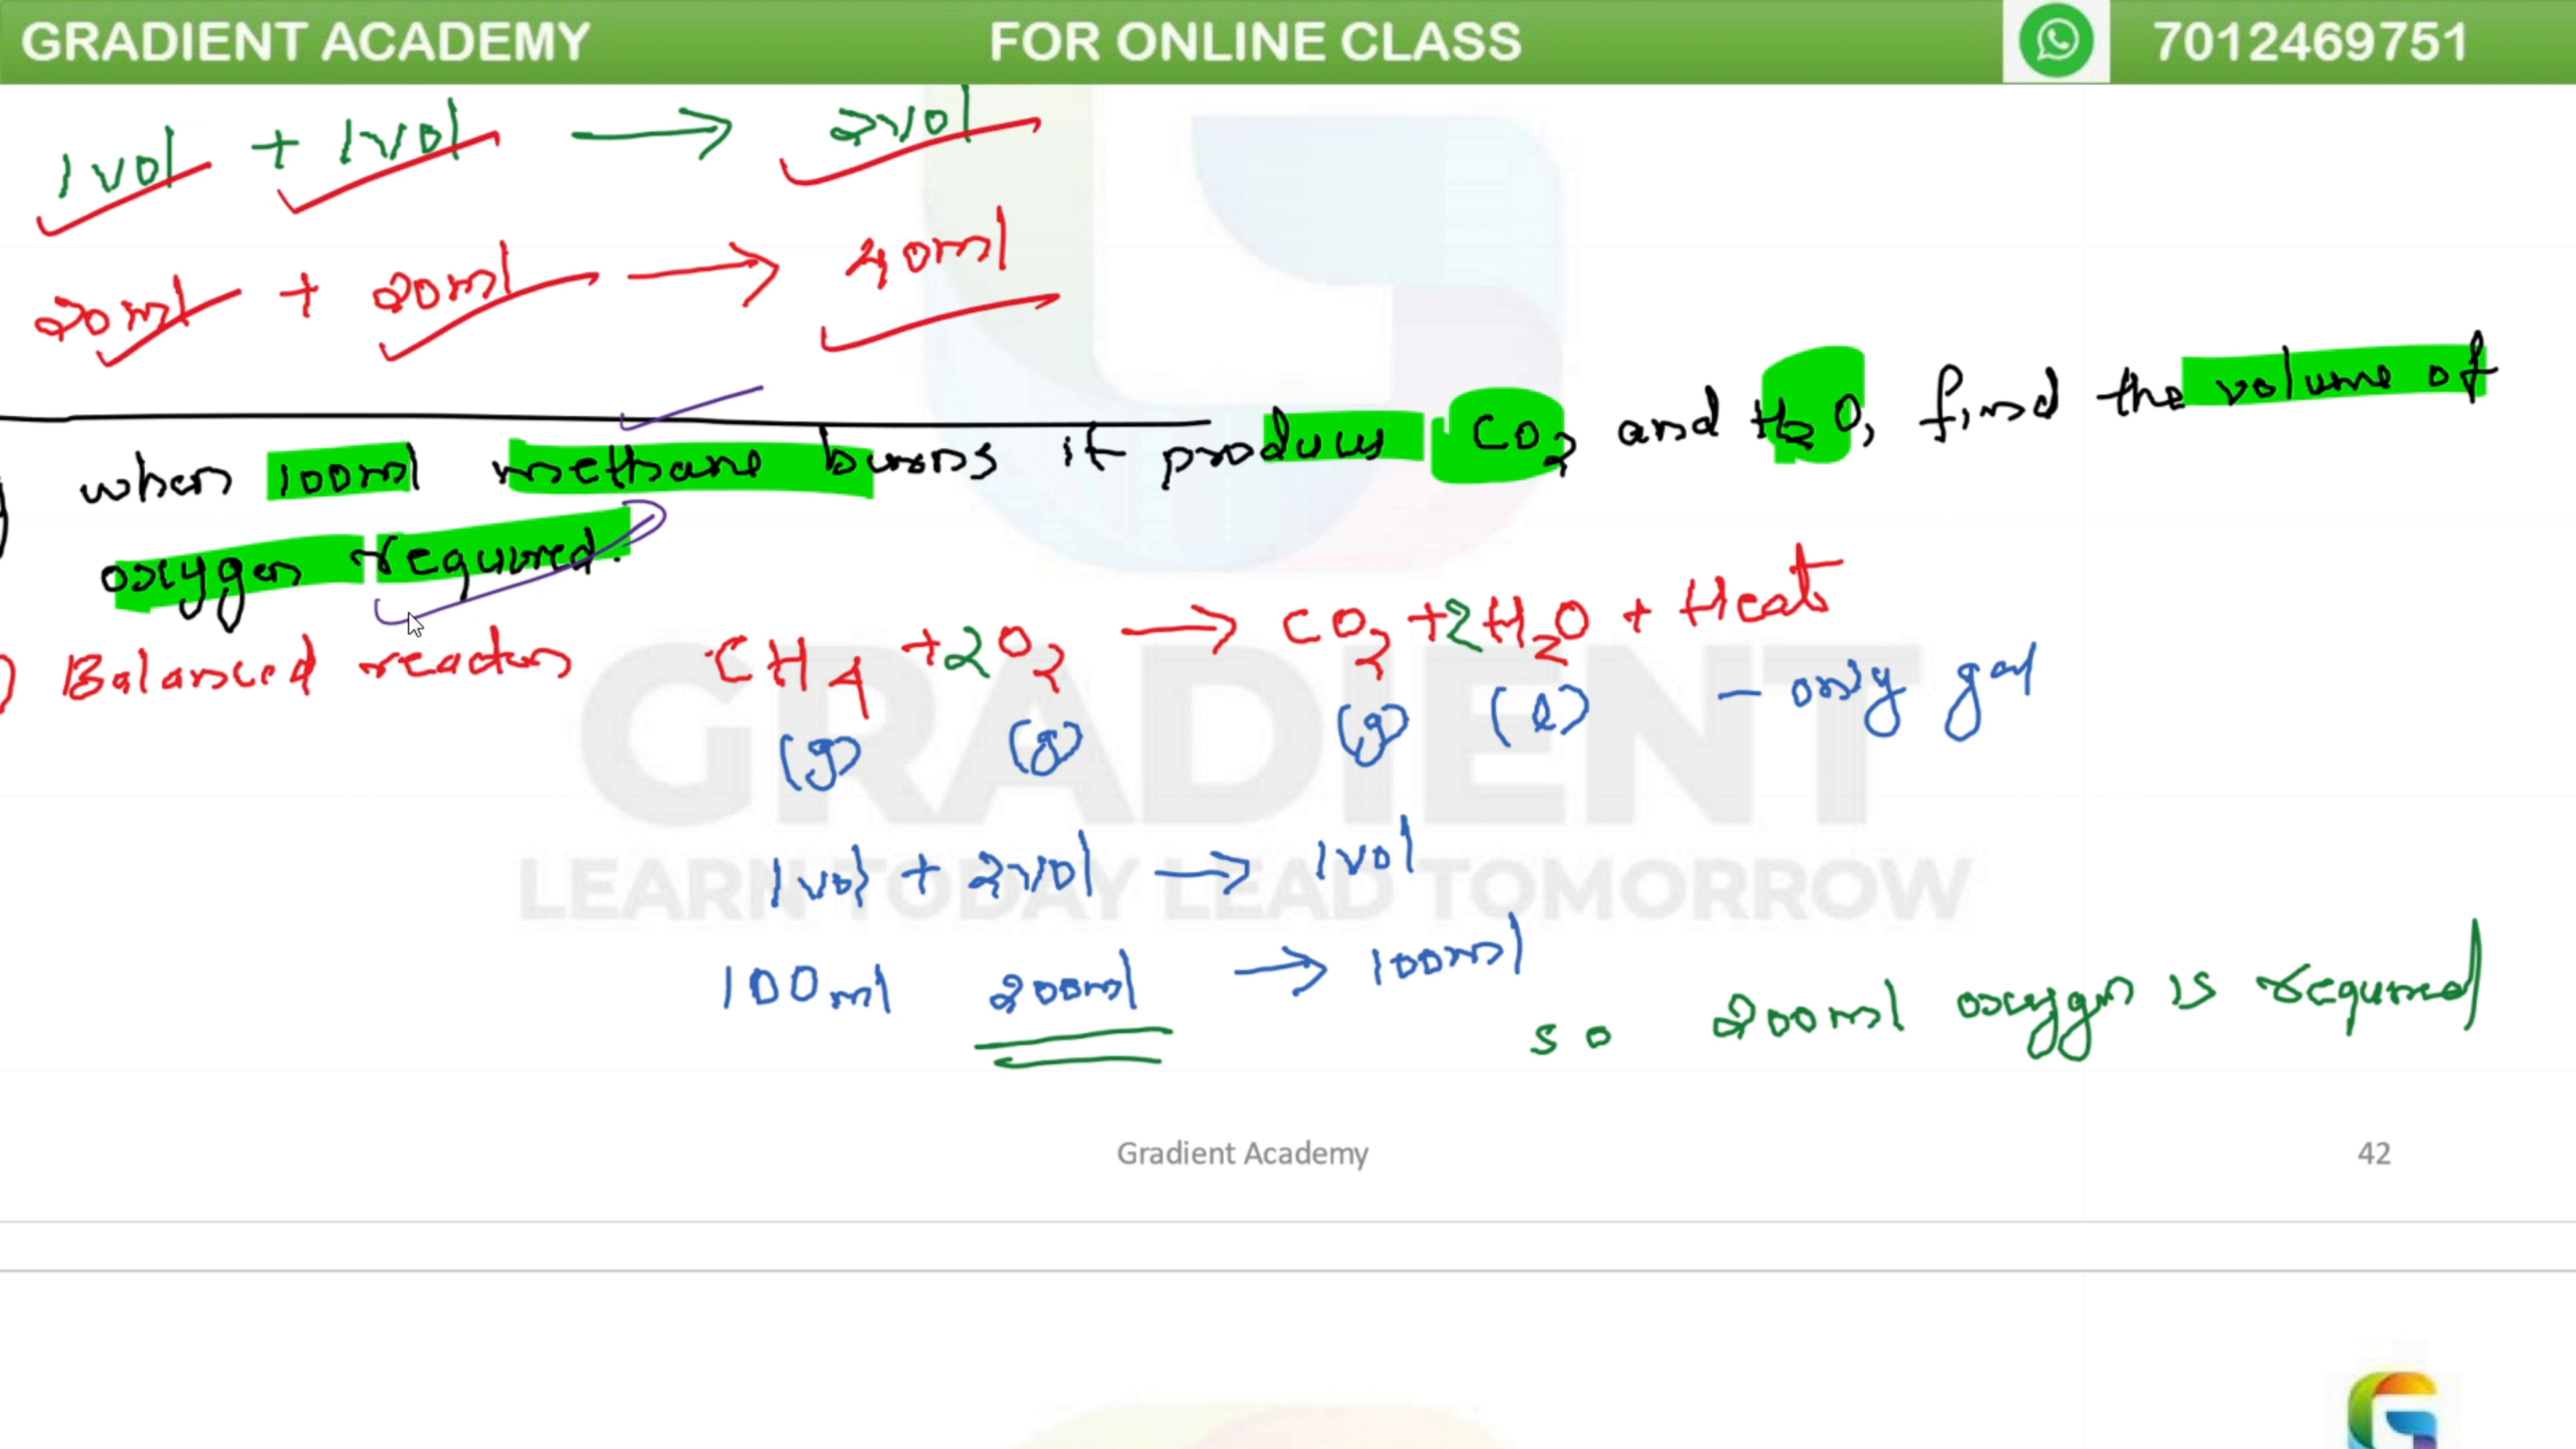 GRADIENT ACADEMY FOR ONLINE CLASS 7012469751
1vol + 1vol → 2vol
20ml + 20ml → 40ml
when 100ml methane burns it produces CO2 and H2O, find the volume of
oxygen required.
Balanced reaction CH4 + 2O2 → CO2 + 2H2O + Heat
(g) (g) (g) (l) - only gas
1vol + 2vol → 1vol
100ml 200ml → 100ml
so 200ml oxygen is required
GRADIENT
LEARN TODAY LEAD TOMORROW
Gradient Academy 42